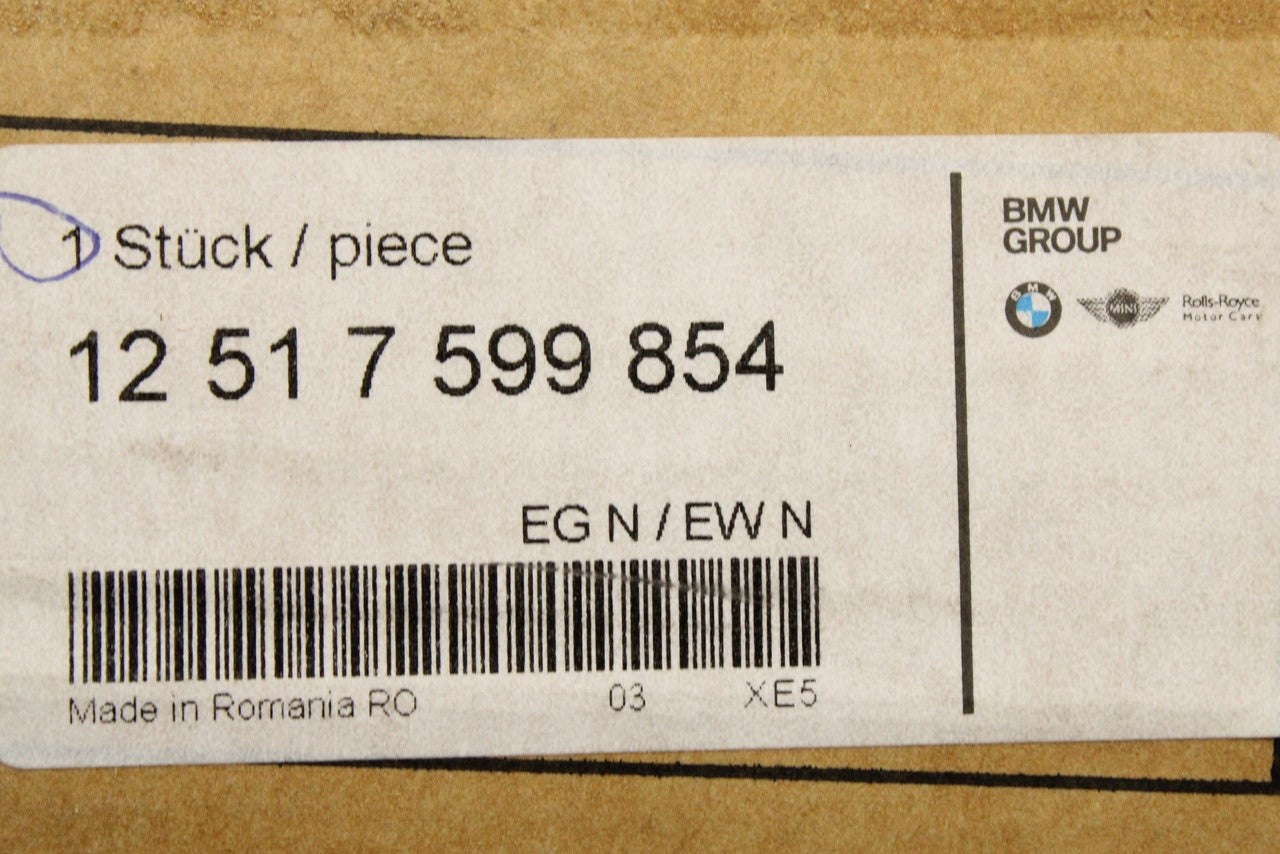 1 Stück / piece
12 51 7 599 854
EG N / EW N
Made in Romania RO 03 XE5
BMW
GROUP
BMW
MINI
Rolls-Royce
Motor Cars